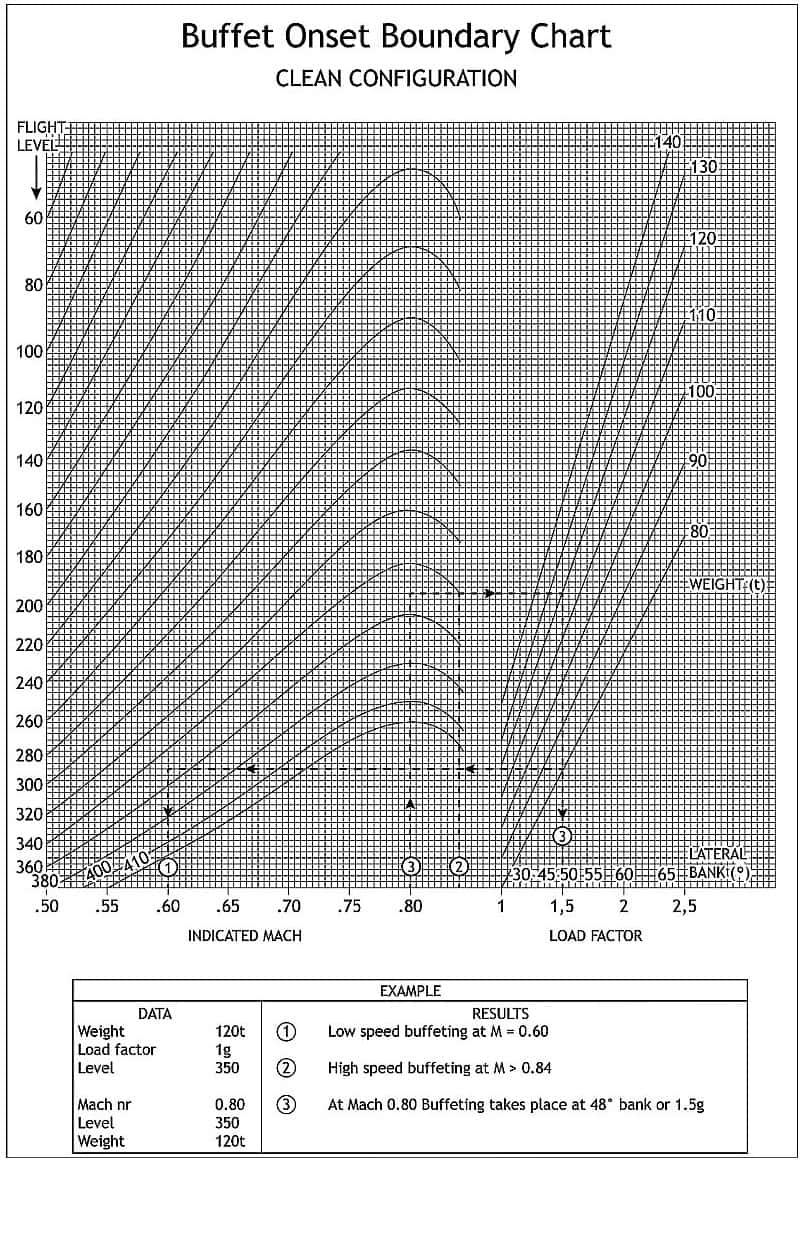 Buffet Onset Boundary Chart
CLEAN CONFIGURATION
FLIGHT
LEVEL
60
80
100
120
140
160
180
200
220
240
260
280
300
320
340
360
380
400
410
140
130
120
110
100
90
80
WEIGHT (t)
1
3
2
3
LATERAL
30 45 50 55 60 65 BANK (°)
.50 .55 .60 .65 .70 .75 .80 1 1,5 2 2,5
INDICATED MACH LOAD FACTOR
EXAMPLE
DATA RESULTS
Weight 120t 1 Low speed buffeting at M = 0.60
Load factor 1g
Level 350 2 High speed buffeting at M > 0.84
Mach nr 0.80 3 At Mach 0.80 Buffeting takes place at 48° bank or 1.5g
Level 350
Weight 120t